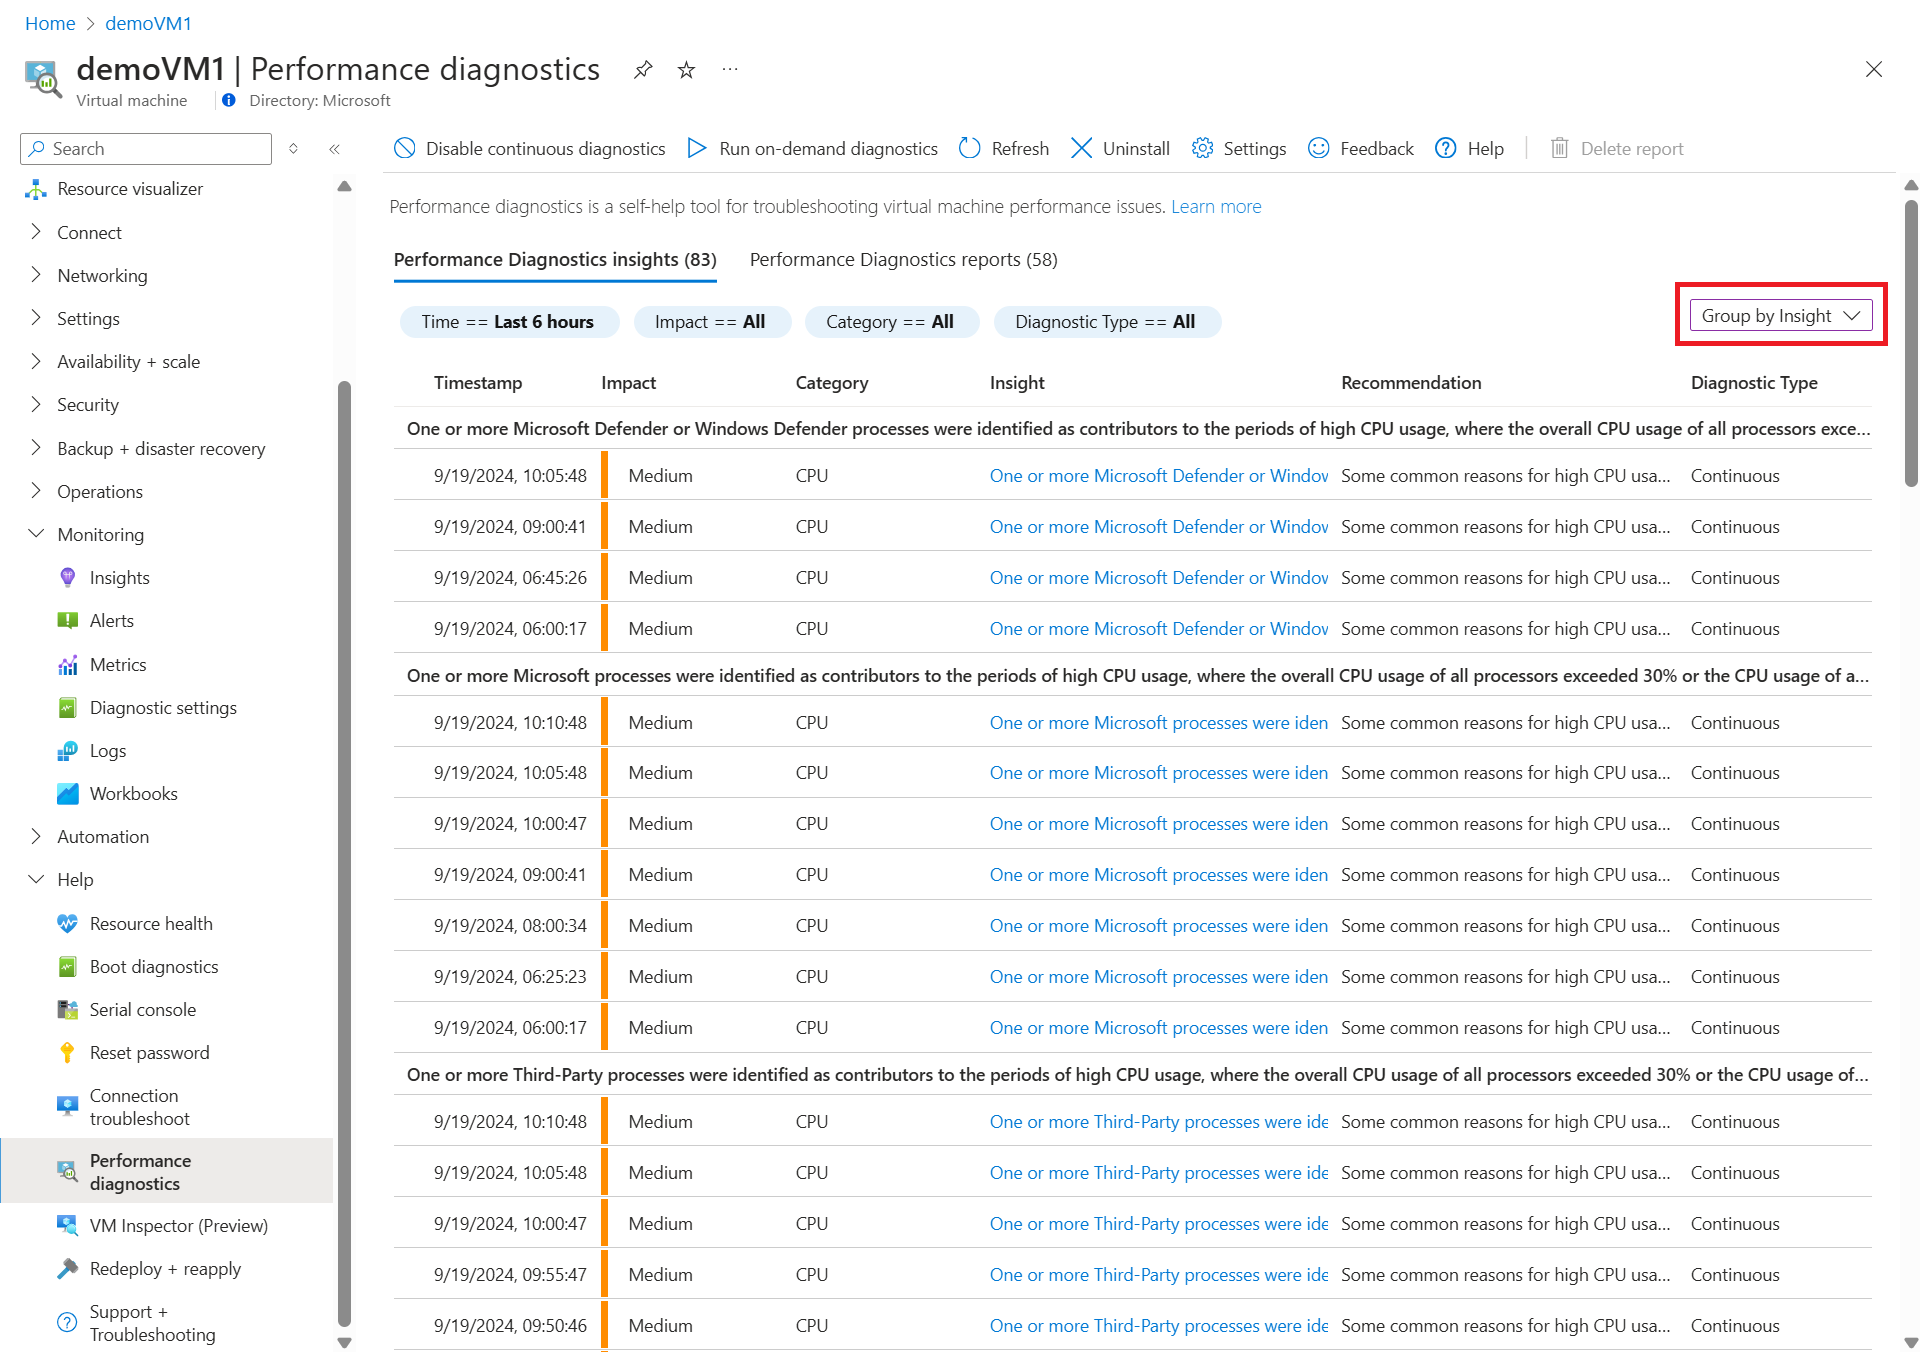 Home > demoVM1
demoVM1 | Performance diagnostics
Virtual machine
Directory: Microsoft
Search
Resource visualizer
Connect
Networking
Settings
Availability + scale
Security
Backup + disaster recovery
Operations
Monitoring
Insights
Alerts
Metrics
Diagnostic settings
Logs
Workbooks
Automation
Help
Resource health
Boot diagnostics
Serial console
Reset password
Connection
troubleshoot
Performance
diagnostics
VM Inspector (Preview)
Redeploy + reapply
Support +
Troubleshooting
Disable continuous diagnostics Run on-demand diagnostics Refresh Uninstall Settings Feedback Help Delete report
Performance diagnostics is a self-help tool for troubleshooting virtual machine performance issues. Learn more
Performance Diagnostics insights (83) Performance Diagnostics reports (58)
Time == Last 6 hours Impact == All Category == All Diagnostic Type == All
Group by Insight
Timestamp Impact Category Insight Recommendation Diagnostic Type
One or more Microsoft Defender or Windows Defender processes were identified as contributors to the periods of high CPU usage, where the overall CPU usage of all processors exce...
9/19/2024, 10:05:48 Medium CPU One or more Microsoft Defender or Window Some common reasons for high CPU usa... Continuous
9/19/2024, 09:00:41 Medium CPU One or more Microsoft Defender or Window Some common reasons for high CPU usa... Continuous
9/19/2024, 06:45:26 Medium CPU One or more Microsoft Defender or Window Some common reasons for high CPU usa... Continuous
9/19/2024, 06:00:17 Medium CPU One or more Microsoft Defender or Window Some common reasons for high CPU usa... Continuous
One or more Microsoft processes were identified as contributors to the periods of high CPU usage, where the overall CPU usage of all processors exceeded 30% or the CPU usage of a...
9/19/2024, 10:10:48 Medium CPU One or more Microsoft processes were iden Some common reasons for high CPU usa... Continuous
9/19/2024, 10:05:48 Medium CPU One or more Microsoft processes were iden Some common reasons for high CPU usa... Continuous
9/19/2024, 10:00:47 Medium CPU One or more Microsoft processes were iden Some common reasons for high CPU usa... Continuous
9/19/2024, 09:00:41 Medium CPU One or more Microsoft processes were iden Some common reasons for high CPU usa... Continuous
9/19/2024, 08:00:34 Medium CPU One or more Microsoft processes were iden Some common reasons for high CPU usa... Continuous
9/19/2024, 06:25:23 Medium CPU One or more Microsoft processes were iden Some common reasons for high CPU usa... Continuous
9/19/2024, 06:00:17 Medium CPU One or more Microsoft processes were iden Some common reasons for high CPU usa... Continuous
One or more Third-Party processes were identified as contributors to the periods of high CPU usage, where the overall CPU usage of all processors exceeded 30% or the CPU usage of...
9/19/2024, 10:10:48 Medium CPU One or more Third-Party processes were ide Some common reasons for high CPU usa... Continuous
9/19/2024, 10:05:48 Medium CPU One or more Third-Party processes were ide Some common reasons for high CPU usa... Continuous
9/19/2024, 10:00:47 Medium CPU One or more Third-Party processes were ide Some common reasons for high CPU usa... Continuous
9/19/2024, 09:55:47 Medium CPU One or more Third-Party processes were ide Some common reasons for high CPU usa... Continuous
9/19/2024, 09:50:46 Medium CPU One or more Third-Party processes were ide Some common reasons for high CPU usa... Continuous